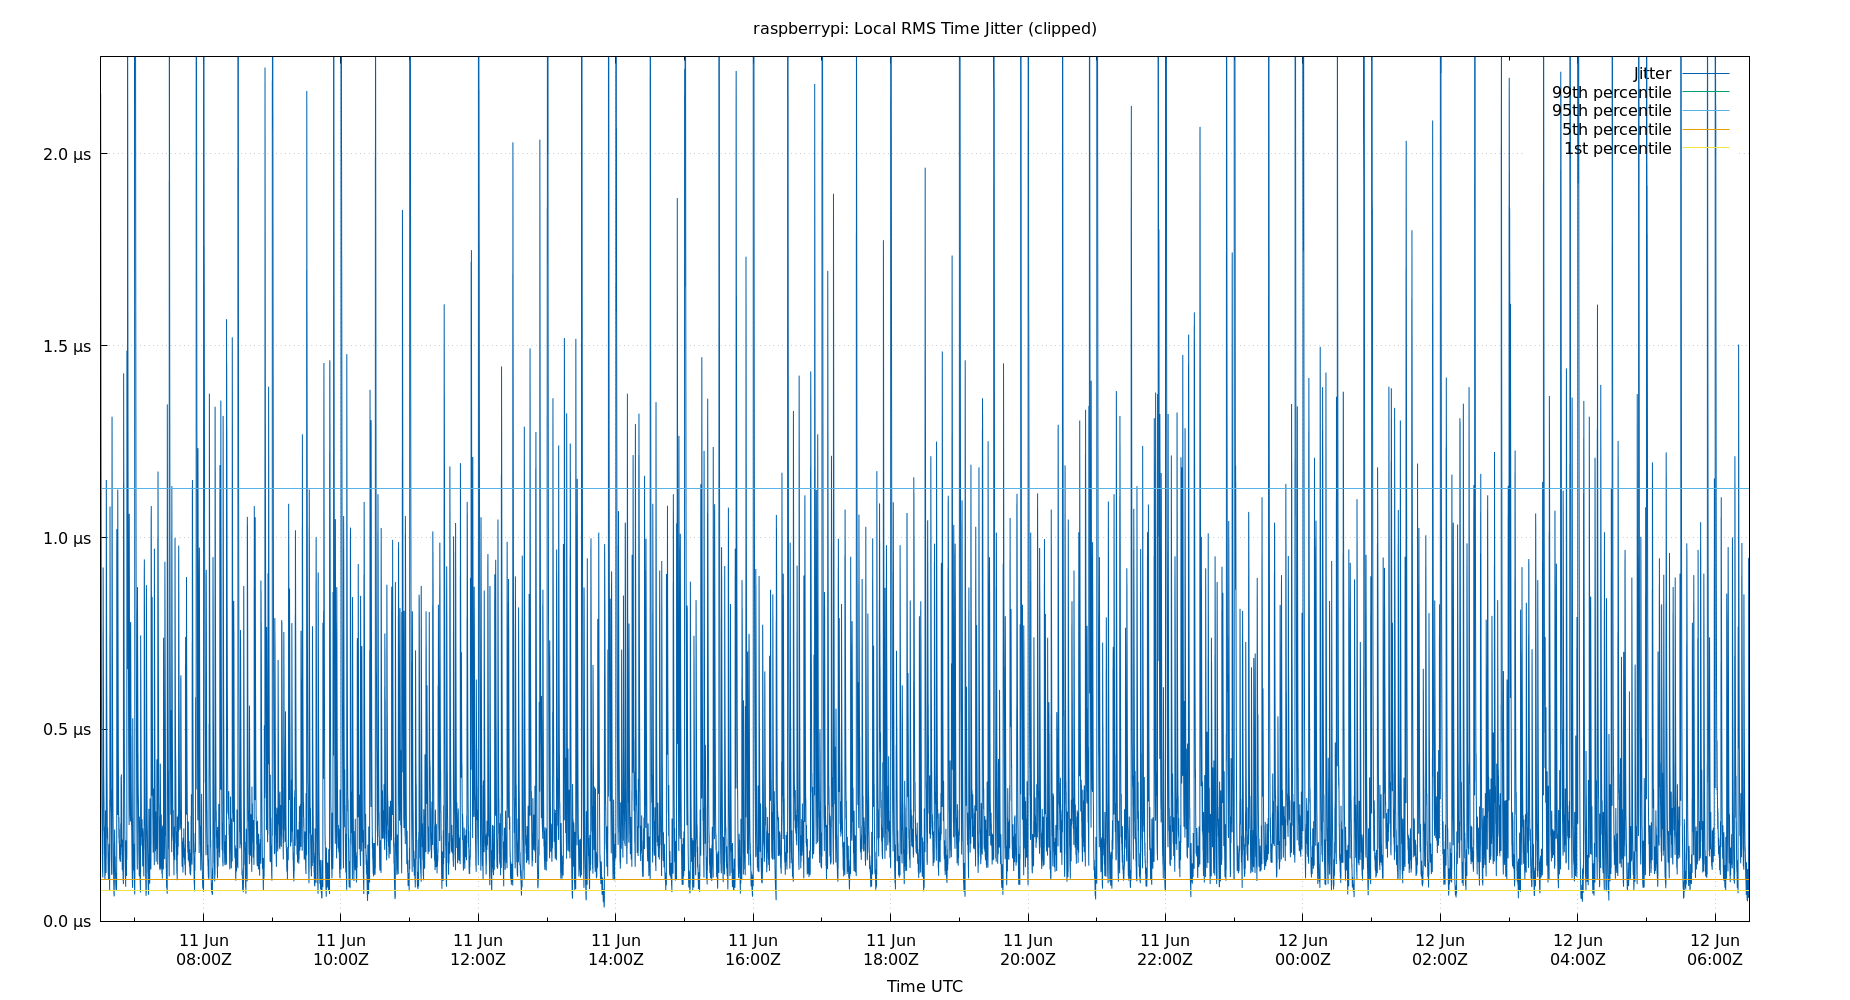 raspberrypi: Local RMS Time Jitter (clipped)
Jitter
99th percentile
95th percentile
5th percentile
1st percentile
2.0 µs
1.5 µs
1.0 µs
0.5 µs
0.0 µs
11 Jun 11 Jun 11 Jun 11 Jun 11 Jun 11 Jun 11 Jun 11 Jun 12 Jun 12 Jun 12 Jun 12 Jun
08:00Z 10:00Z 12:00Z 14:00Z 16:00Z 18:00Z 20:00Z 22:00Z 00:00Z 02:00Z 04:00Z 06:00Z
Time UTC